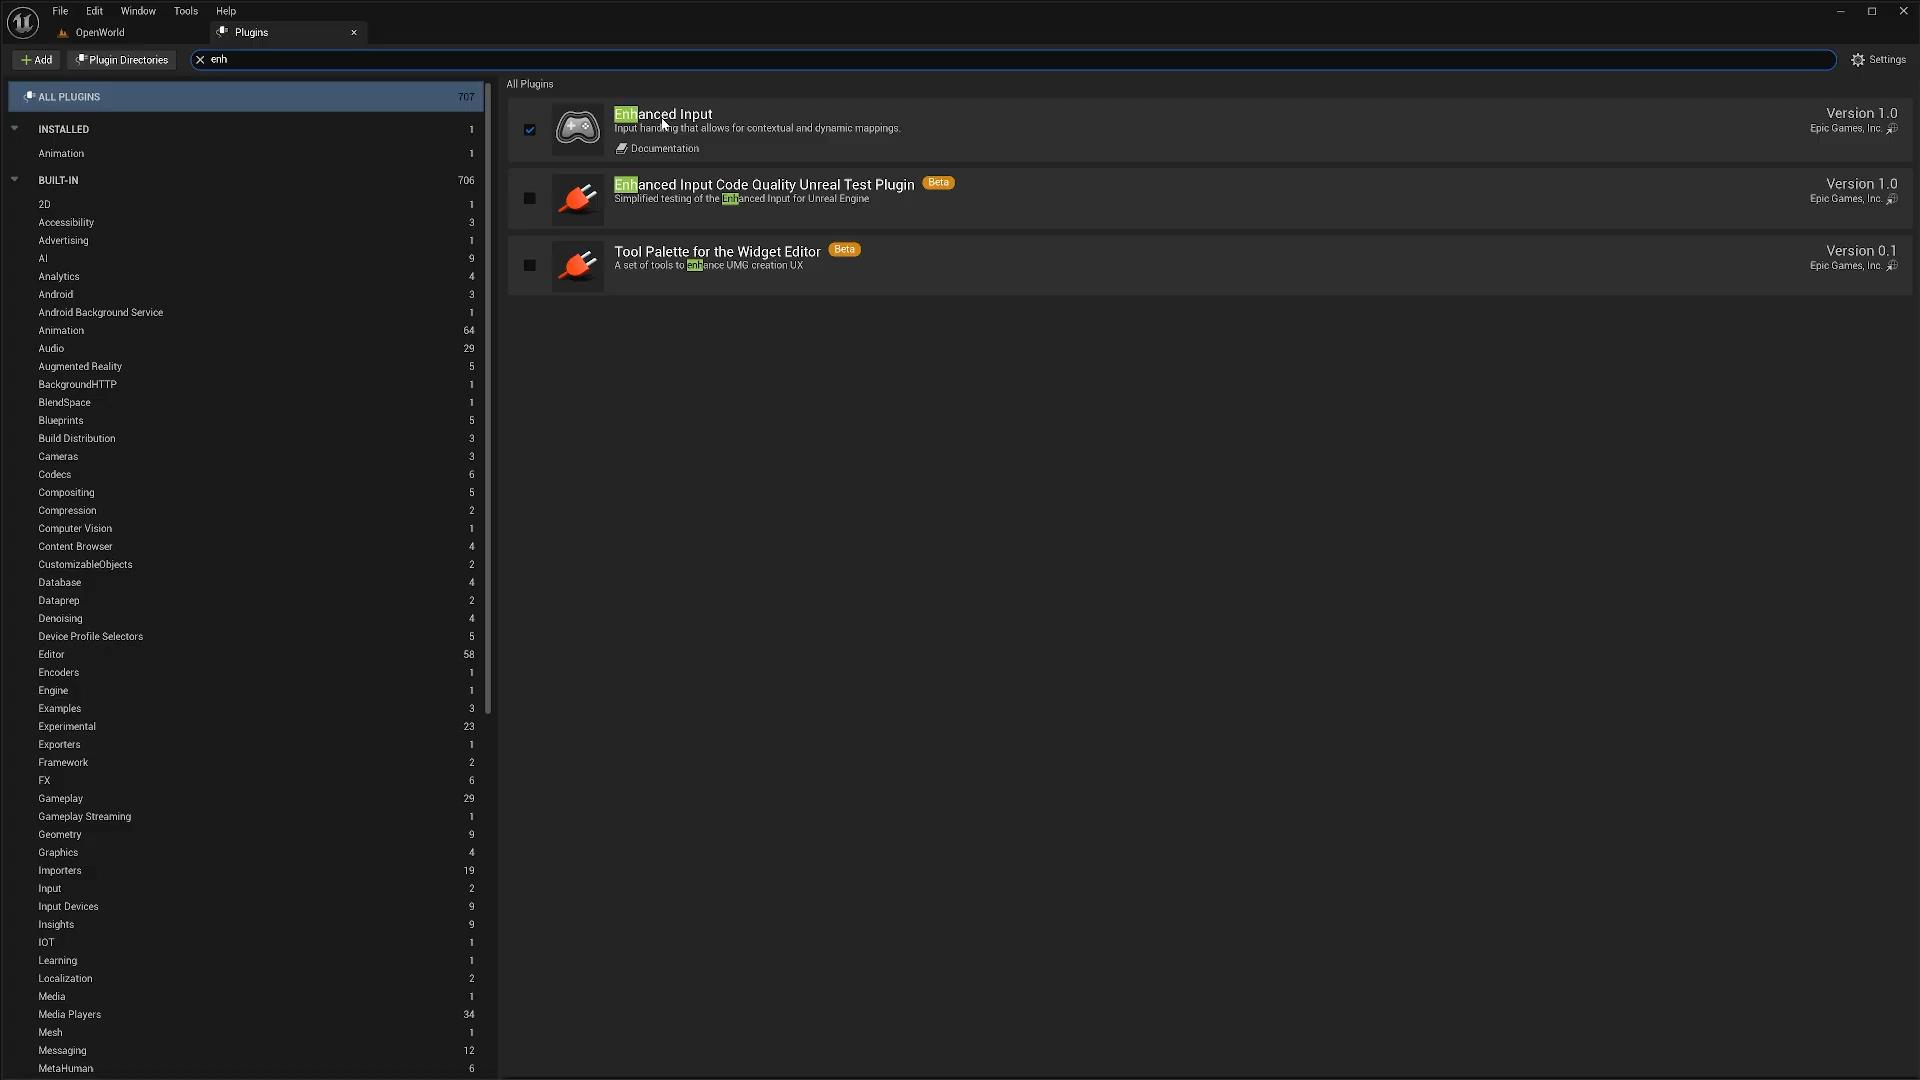 File Edit Window Tools Help
OpenWorld Plugins
Add Plugin Directories enh Settings
ALL PLUGINS 707
INSTALLED 1
Animation 1
BUILT-IN 706
2D 1
Accessibility 3
Advertising 1
AI 9
Analytics 4
Android 3
Android Background Service 1
Animation 64
Audio 29
Augmented Reality 5
BackgroundHTTP 1
BlendSpace 1
Blueprints 5
Build Distribution 3
Cameras 3
Codecs 6
Compositing 5
Compression 2
Computer Vision 1
Content Browser 4
CustomizableObjects 2
Database 4
Dataprep 2
Denoising 4
Device Profile Selectors 5
Editor 58
Encoders 1
Engine 1
Examples 3
Experimental 23
Exporters 1
Framework 2
FX 6
Gameplay 29
Gameplay Streaming 1
Geometry 9
Graphics 4
Importers 19
Input 2
Input Devices 9
Insights 9
IOT 1
Learning 1
Localization 2
Media 1
Media Players 34
Mesh 1
Messaging 12
MetaHuman 6
All Plugins
Enhanced Input Version 1.0
Input handling that allows for contextual and dynamic mappings. Epic Games, Inc.
Documentation
Enhanced Input Code Quality Unreal Test Plugin Beta Version 1.0
Simplified testing of the Enhanced Input for Unreal Engine Epic Games, Inc.
Tool Palette for the Widget Editor Beta Version 0.1
A set of tools to enhance UMG creation UX Epic Games, Inc.